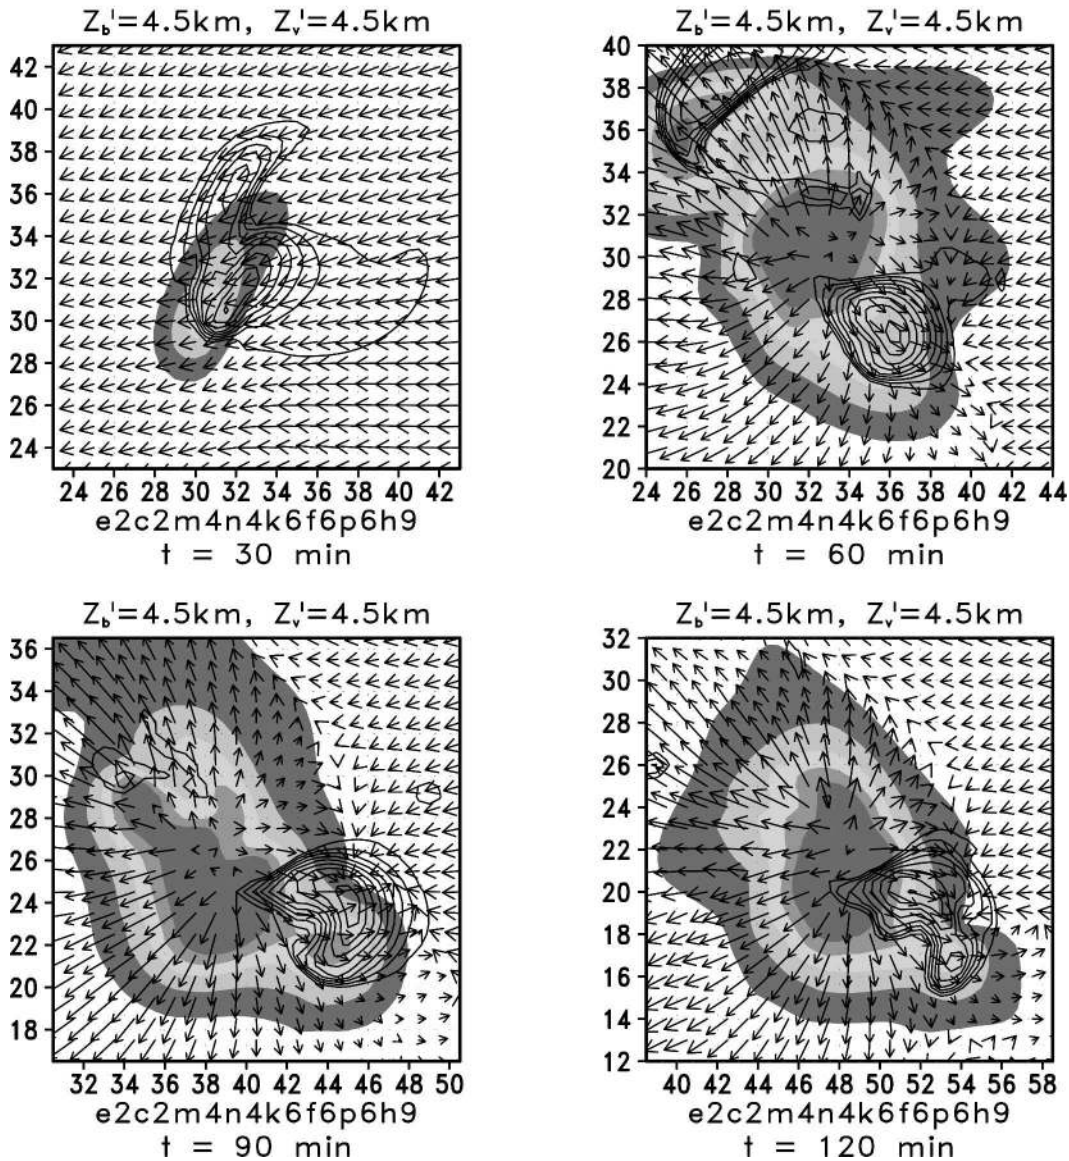 Z_b'=4.5km, Z_v'=4.5km
42
40
38
36
34
32
30
28
26
24
24 26 28 30 32 34 36 38 40 42
e2c2m4n4k6f6p6h9
t = 30 min
Z_b'=4.5km, Z_v'=4.5km
40
38
36
34
32
30
28
26
24
22
20
24 26 28 30 32 34 36 38 40 42 44
e2c2m4n4k6f6p6h9
t = 60 min
Z_b'=4.5km, Z_v'=4.5km
36
34
32
30
28
26
24
22
20
18
32 34 36 38 40 42 44 46 48 50
e2c2m4n4k6f6p6h9
t = 90 min
Z_b'=4.5km, Z_v'=4.5km
32
30
28
26
24
22
20
18
16
14
12
40 42 44 46 48 50 52 54 56 58
e2c2m4n4k6f6p6h9
t = 120 min